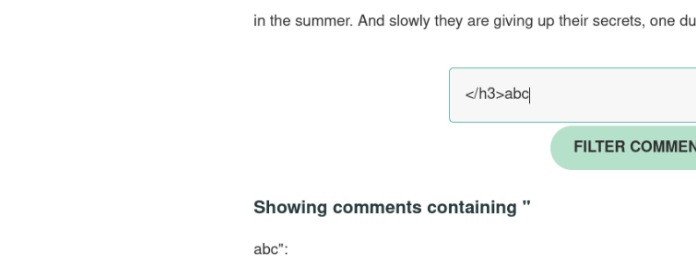 in the summer. And slowly they are giving up their secrets, one du
</h3>abc
FILTER COMMEN
Showing comments containing "
abc":